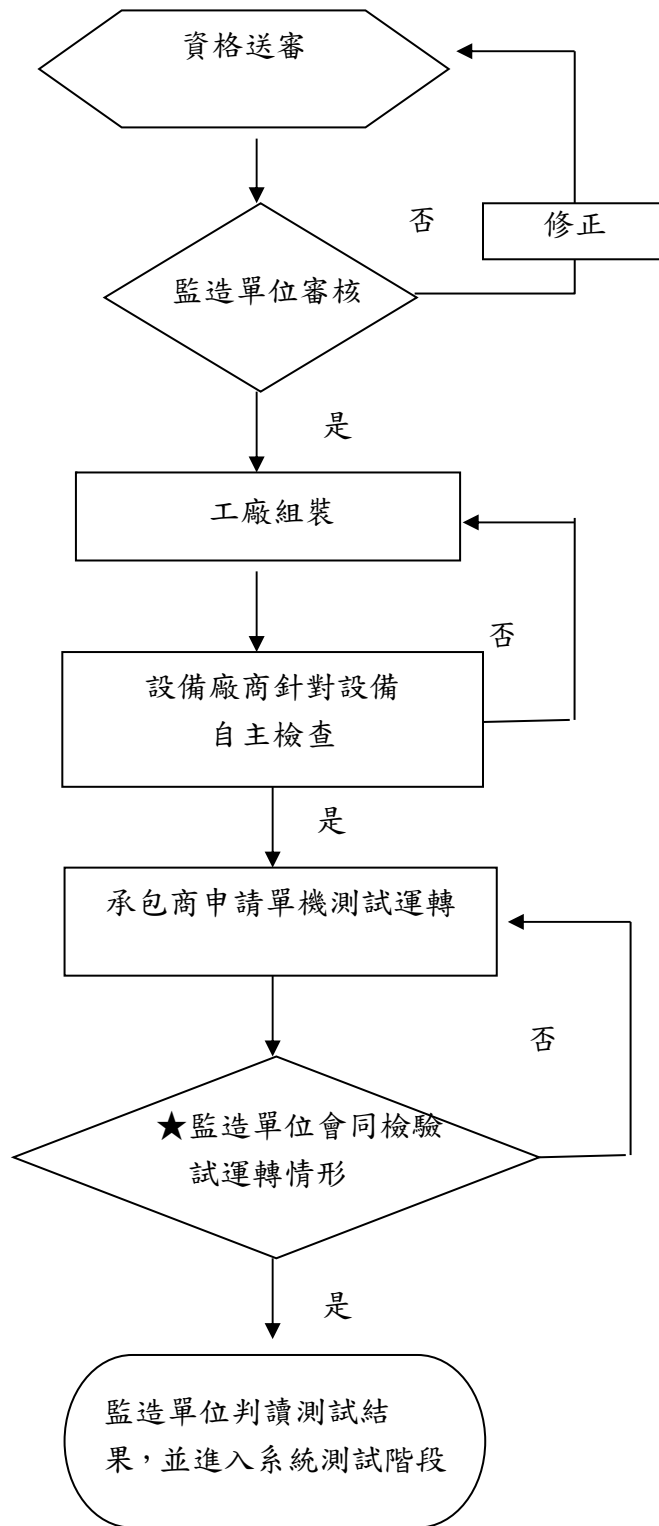 資格送審
否
修正
監造單位審核
是
工廠組裝
否
設備廠商針對設備
自主檢查
是
承包商申請單機測試運轉
否
★監造單位會同檢驗
試運轉情形
是
監造單位判讀測試結
果，並進入系統測試階段